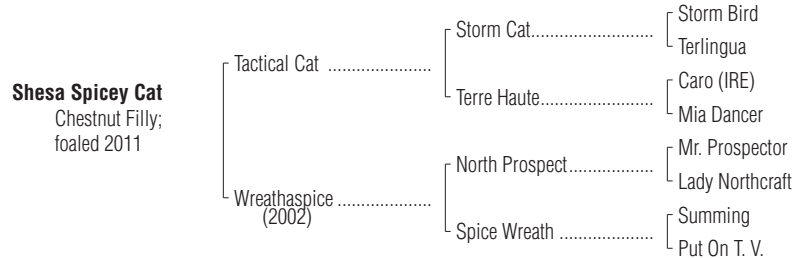 Storm Bird
Storm Cat..........................
Terlingua
Tactical Cat ......................
Caro (IRE)
Terre Haute........................
Mia Dancer
Shesa Spicey Cat
Chestnut Filly;
foaled 2011
Mr. Prospector
North Prospect..................
Lady Northcraft
Wreathaspice ....................
(2002)
Summing
Spice Wreath ....................
Put On T. V.